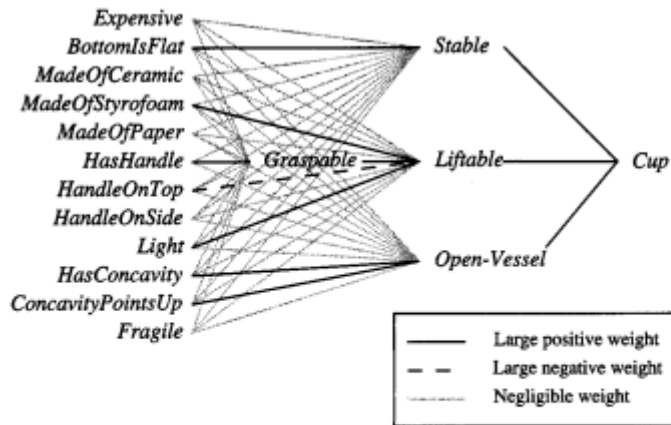 Expensive
BottomIsFlat
MadeOfCeramic
MadeOfStyrofoam
MadeOfPaper
HasHandle
HandleOnTop
HandleOnSide
Light
HasConcavity
ConcavityPointsUp
Fragile
Graspable
Stable
Liftable
Open-Vessel
Cup
Large positive weight
Large negative weight
Negligible weight